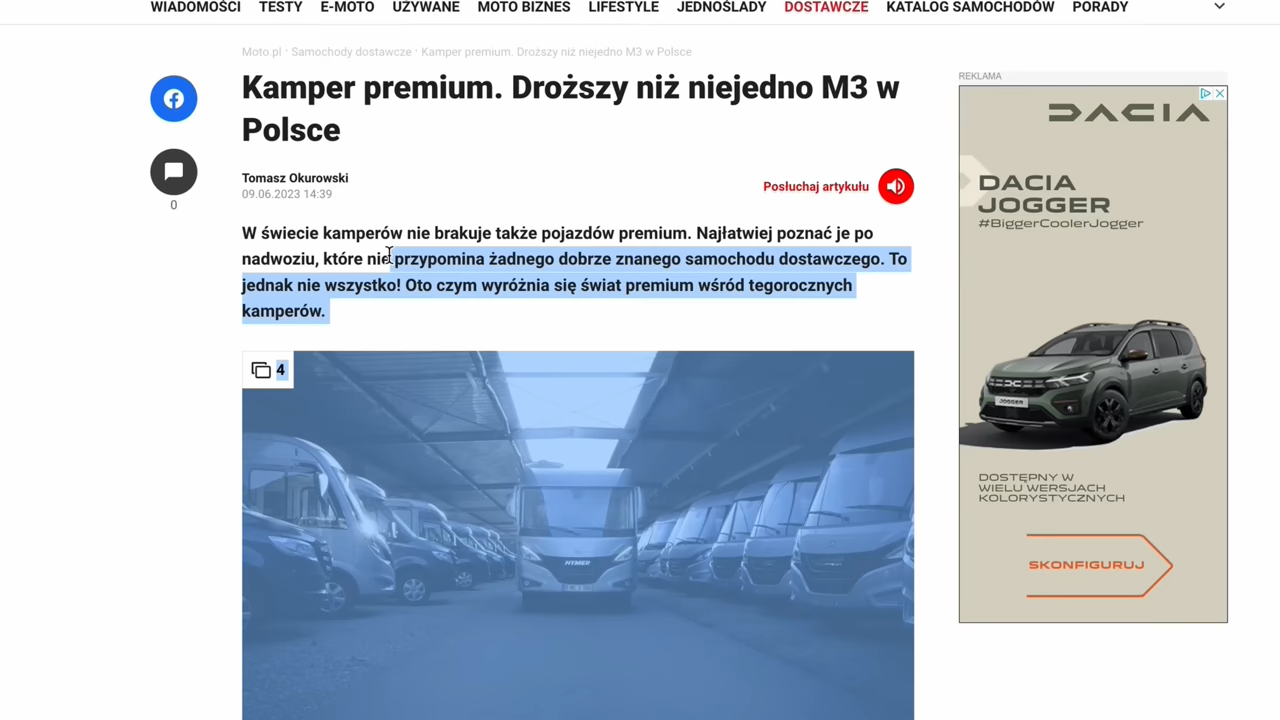 WIADOMOŚCI TESTY E-MOTO UŻYWANE MOTO BIZNES LIFESTYLE JEDNOŚLADY DOSTAWCZE KATALOG SAMOCHODÓW PORADY
Moto.pl · Samochody dostawcze · Kamper premium. Droższy niż niejedno M3 w Polsce
Kamper premium. Droższy niż niejedno M3 w
Polsce
Tomasz Okurowski
09.06.2023 14:39
Posłuchaj artykułu
0
W świecie kamperów nie brakuje także pojazdów premium. Najłatwiej poznać je po
nadwoziu, które nie przypomina żadnego dobrze znanego samochodu dostawczego. To
jednak nie wszystko! Oto czym wyróżnia się świat premium wśród tegorocznych
kamperów.
4
HYMER
REKLAMA
DACIA
DACIA
JOGGER
#BiggerCoolerJogger
JOGGER
DOSTĘPNY W
WIELU WERSJACH
KOLORYSTYCZNYCH
SKONFIGURUJ